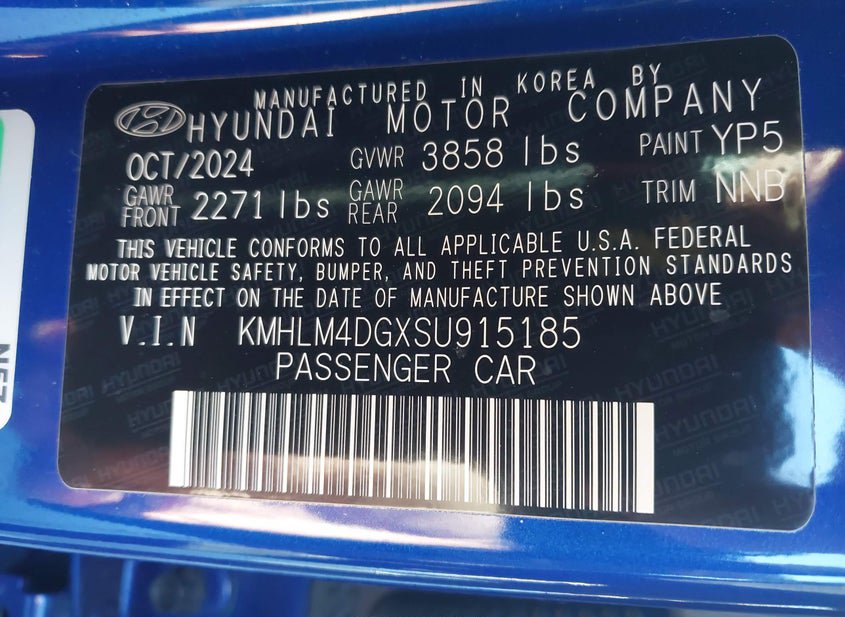 MANUFACTURED IN KOREA BY
HYUNDAI MOTOR COMPANY
OCT/2024 GVWR 3858 lbs PAINT YP5
GAWR FRONT 2271 lbs GAWR REAR 2094 lbs TRIM NNB
THIS VEHICLE CONFORMS TO ALL APPLICABLE U.S.A. FEDERAL
MOTOR VEHICLE SAFETY, BUMPER, AND THEFT PREVENTION STANDARDS
IN EFFECT ON THE DATE OF MANUFACTURE SHOWN ABOVE
V.I.N KMHLM4DGXSU915185
PASSENGER CAR